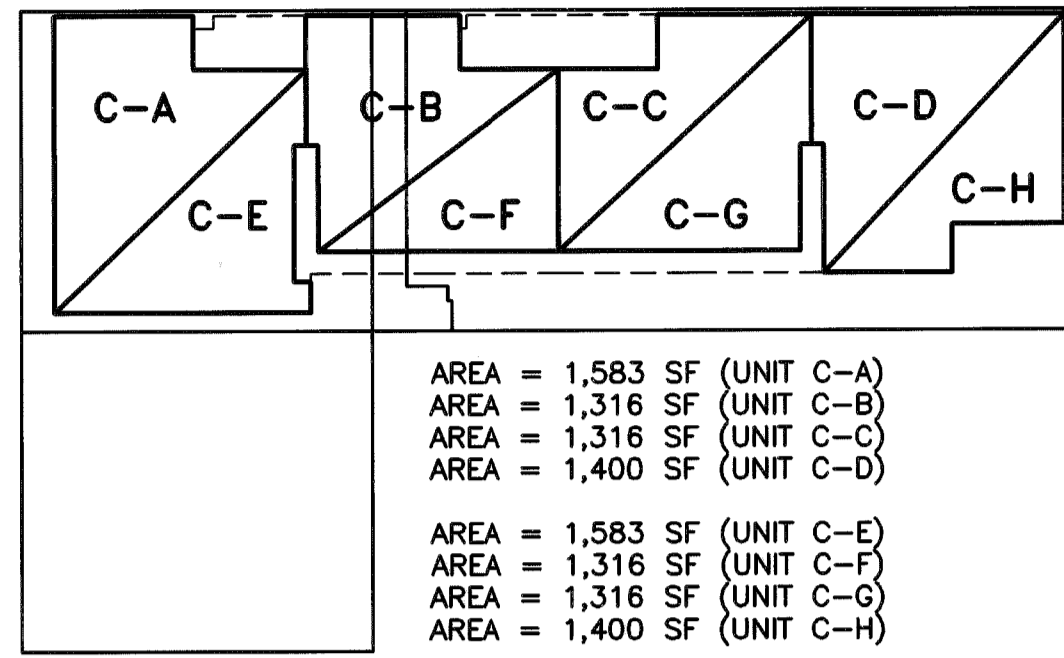 C-A
C-B
C-C
C-D
C-E
C-F
C-G
C-H
AREA = 1,583 SF (UNIT C-A)
AREA = 1,316 SF (UNIT C-B)
AREA = 1,316 SF (UNIT C-C)
AREA = 1,400 SF (UNIT C-D)
AREA = 1,583 SF (UNIT C-E)
AREA = 1,316 SF (UNIT C-F)
AREA = 1,316 SF (UNIT C-G)
AREA = 1,400 SF (UNIT C-H)